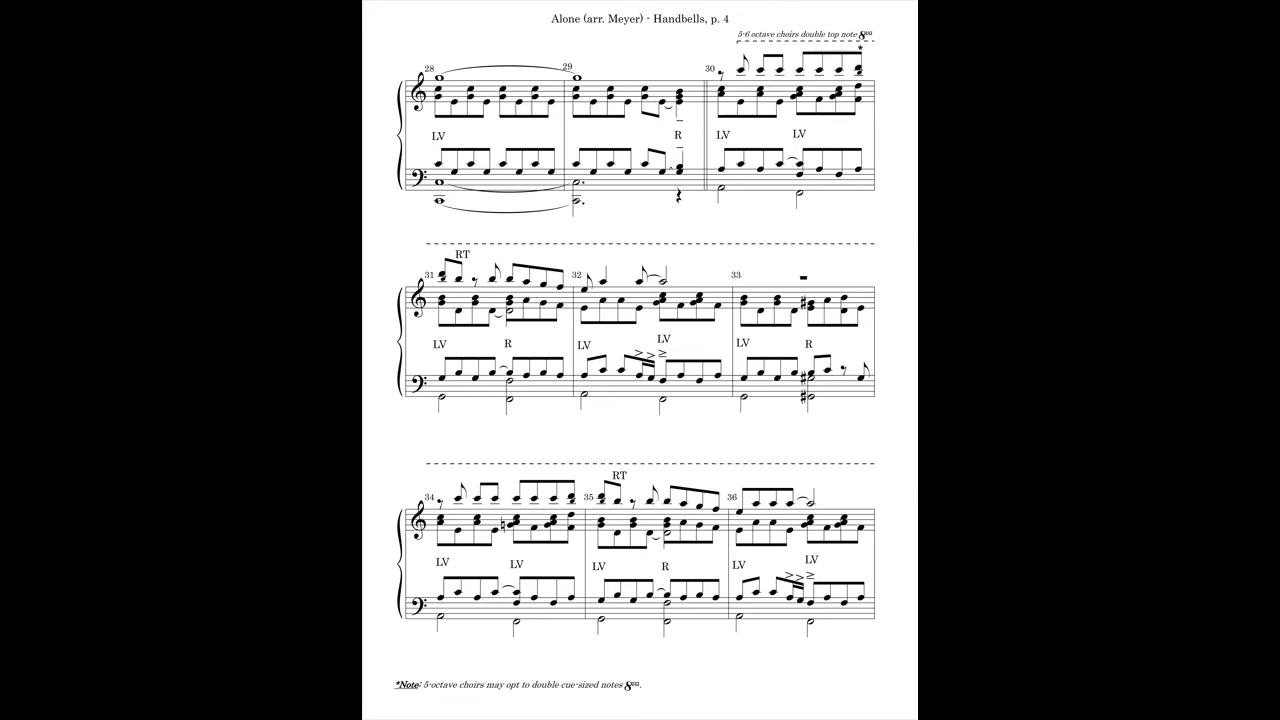 Alone (arr. Meyer) - Handbells, p. 4
5-6 octave choirs double top note 8va
28 29 30
*
LV R LV LV
31 RT 32 33
LV R LV LV LV R
34 35 RT 36
LV LV LV R LV LV
*Note: 5-octave choirs may opt to double cue-sized notes 8va.